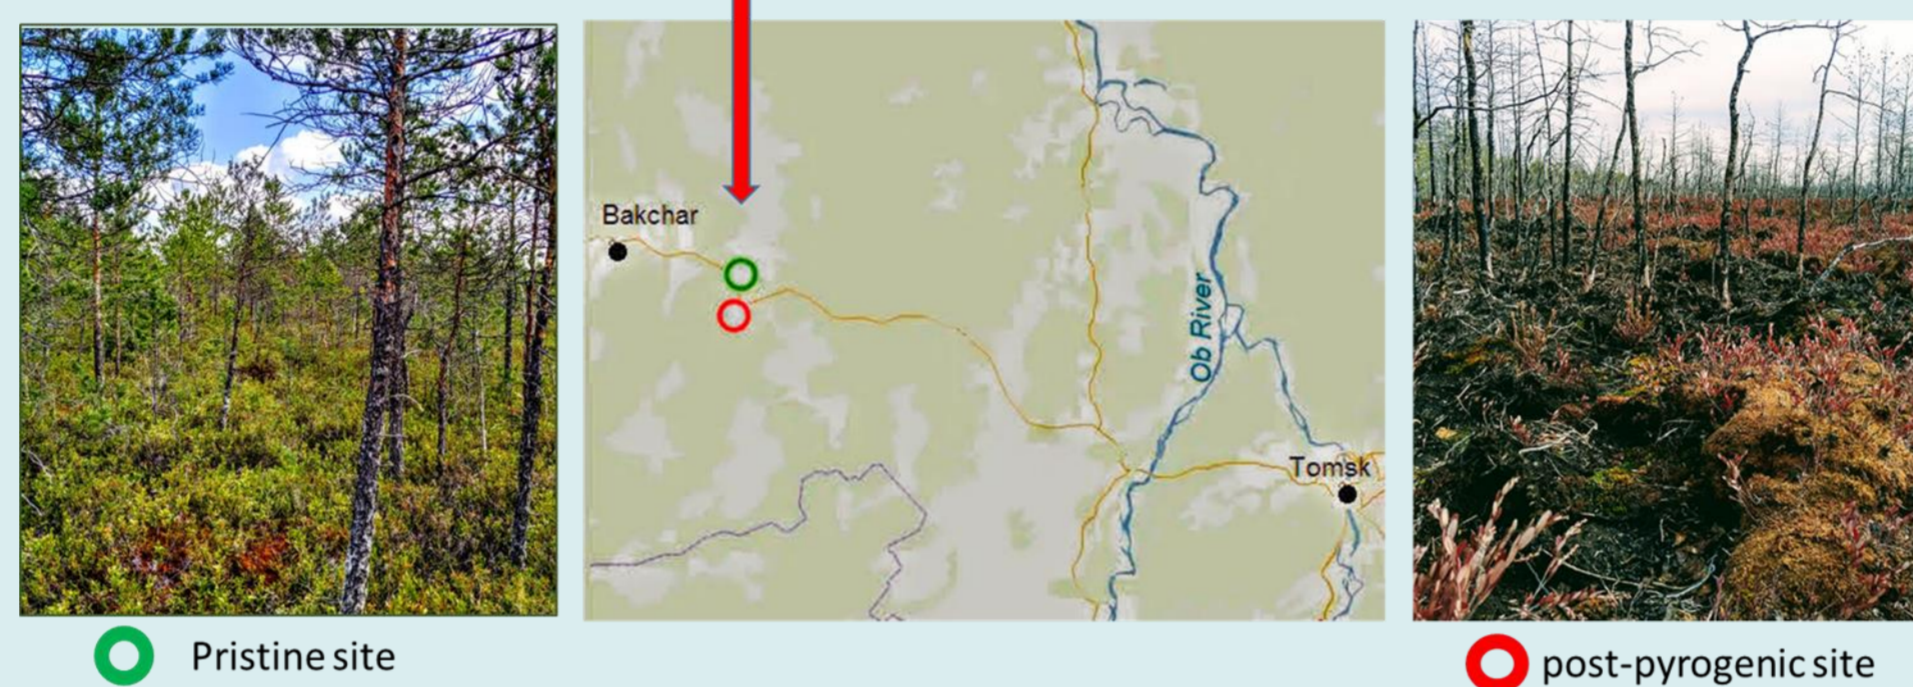 Bakchar
Ob River
Tomsk
Pristine site
post-pyrogenic site